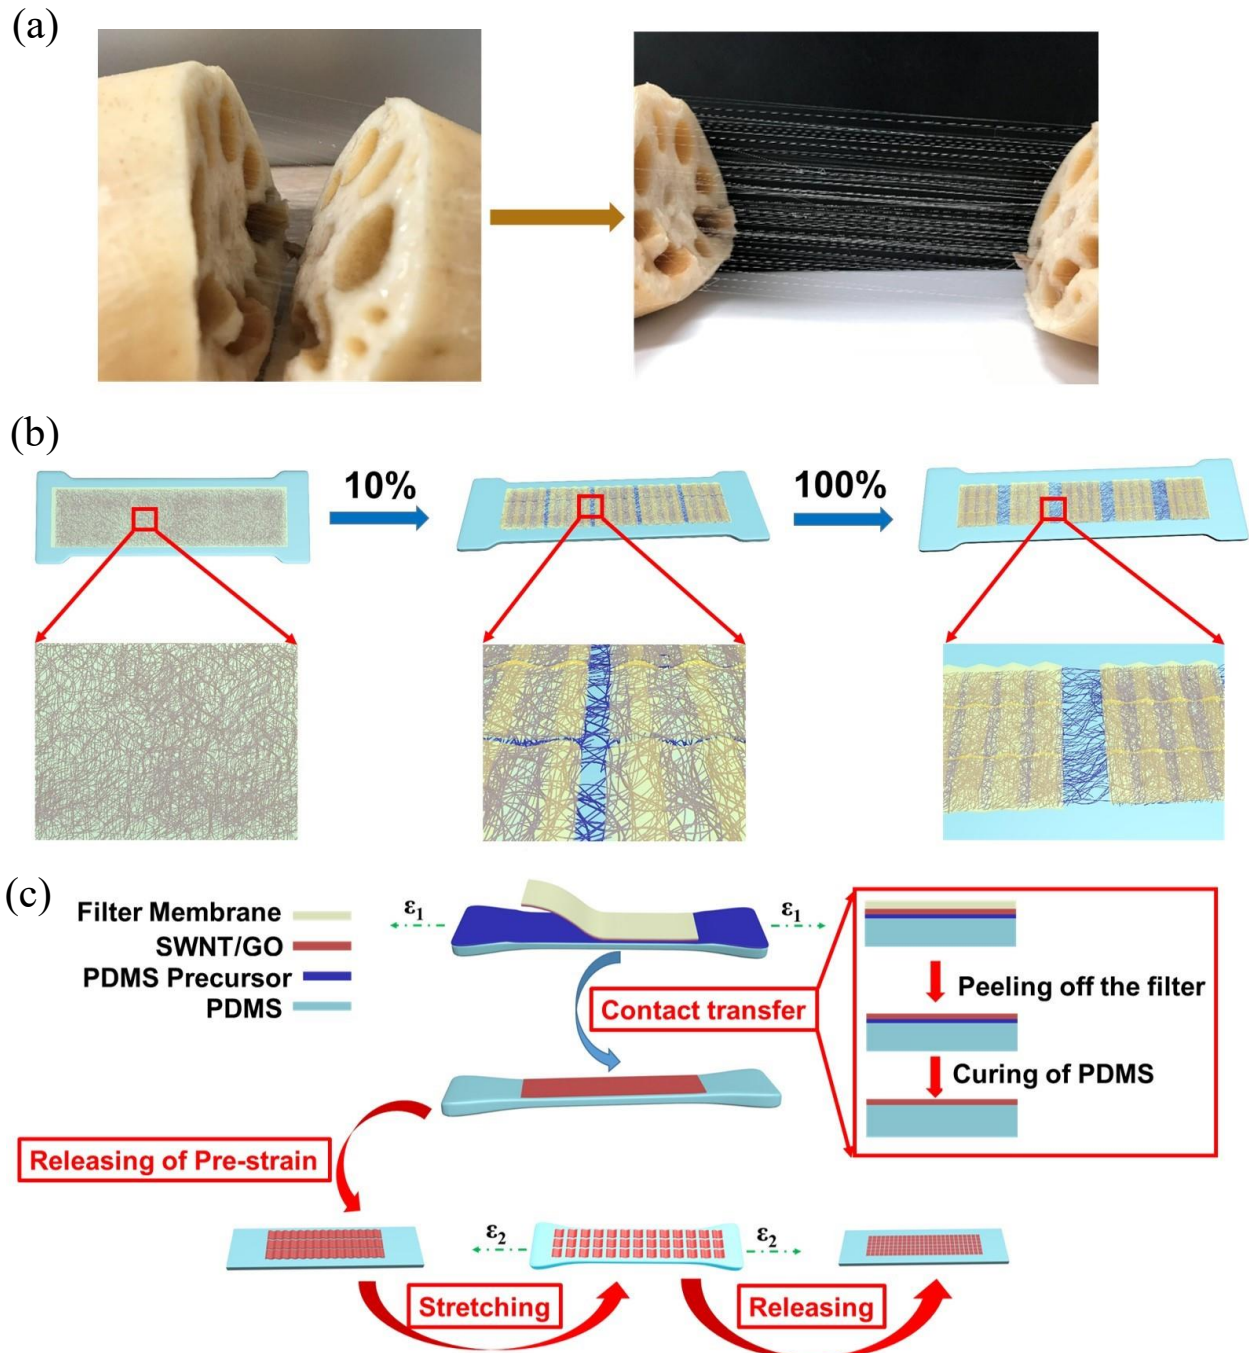 (a)
(b)
10%
100%
(c)
Filter Membrane
SWNT/GO
PDMS Precursor
PDMS
ε1
ε1
Contact transfer
Peeling off the filter
Curing of PDMS
Releasing of Pre-strain
ε2
ε2
Stretching
Releasing